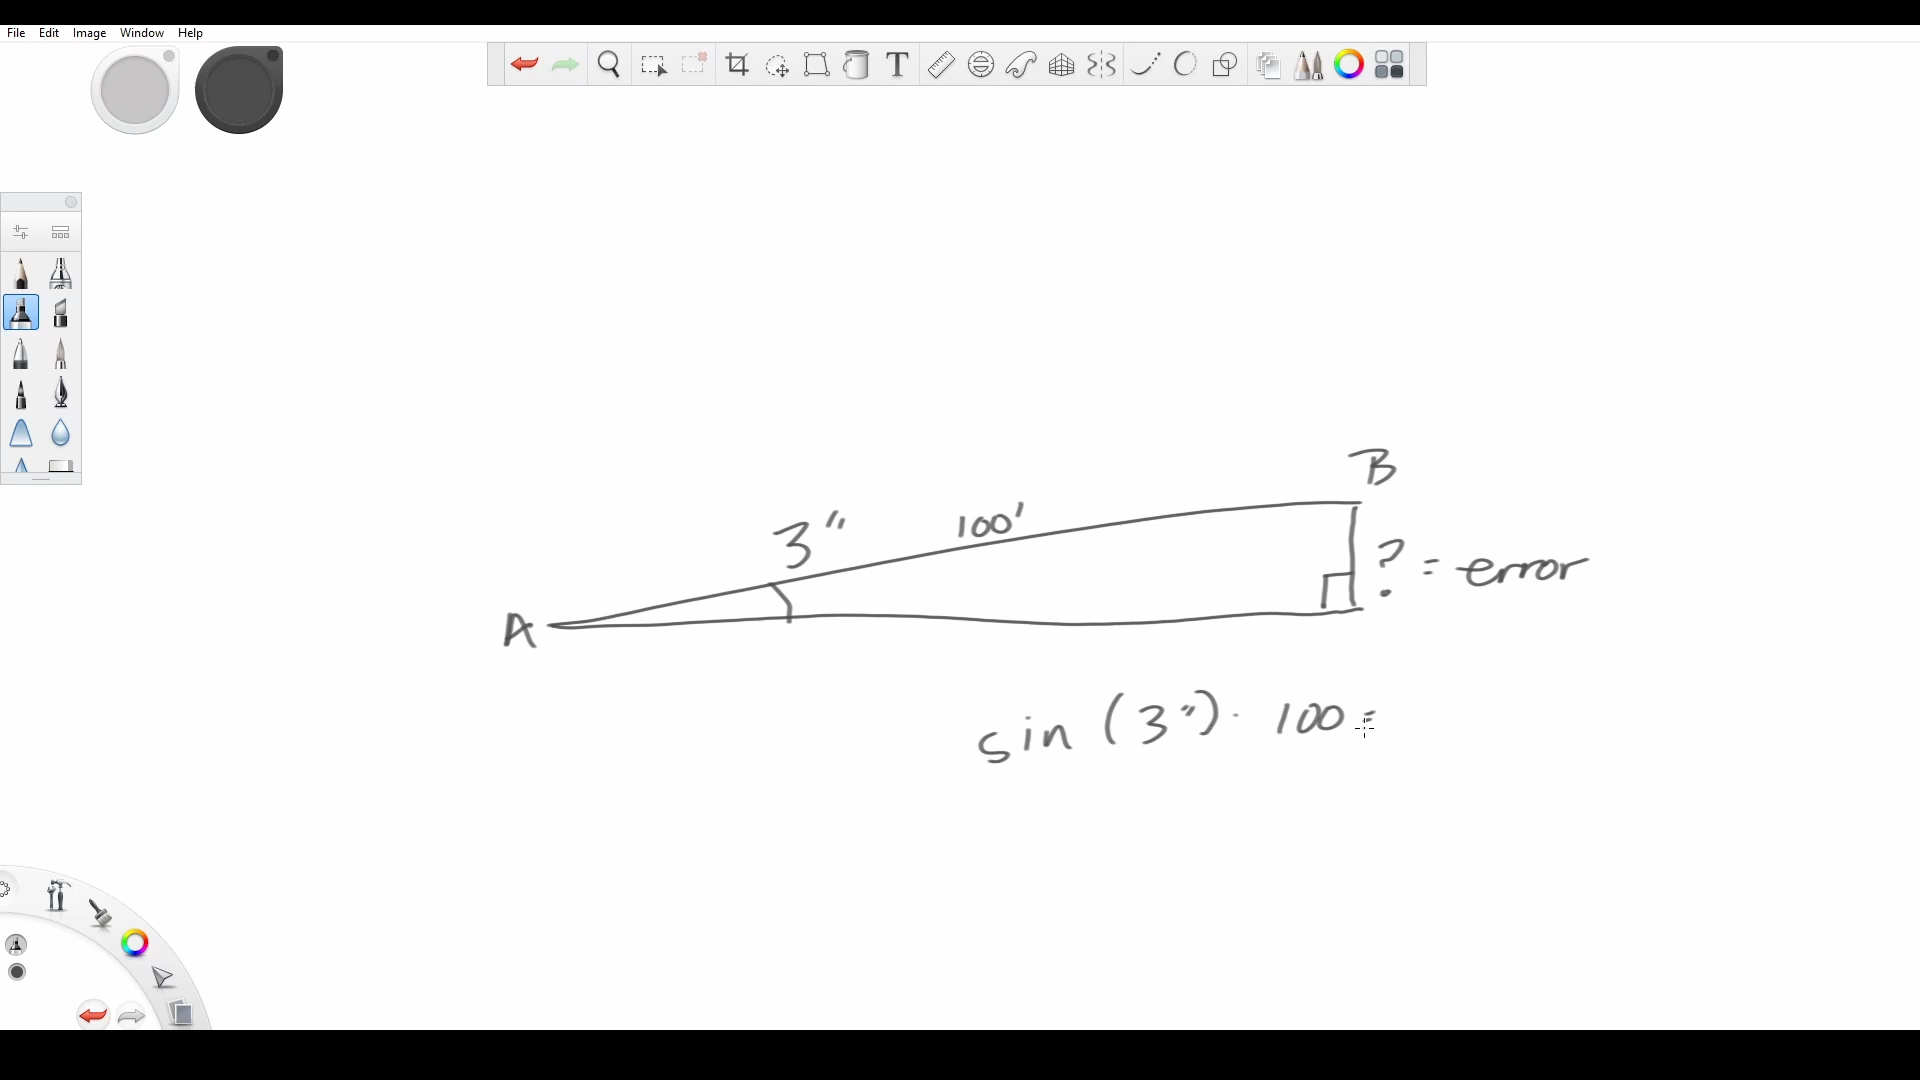 File Edit Image Window Help
T
B
3" 100'
? = error
A
sin (3") · 100 =